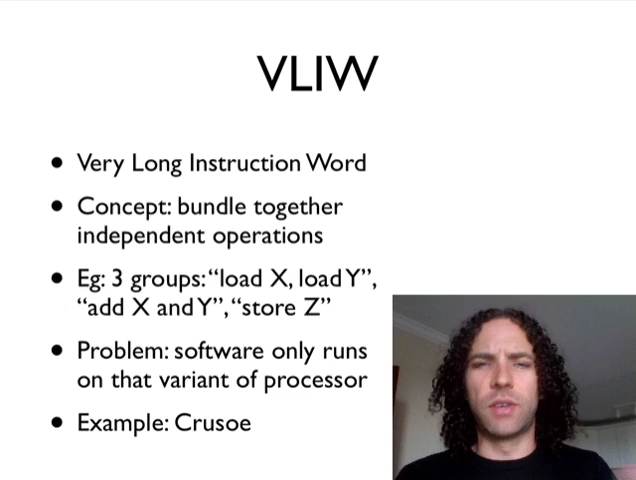 VLIW
• Very Long Instruction Word
• Concept: bundle together
independent operations
• Eg: 3 groups: “load X, load Y”,
“add X and Y”, “store Z”
• Problem: software only runs
on that variant of processor
• Example: Crusoe